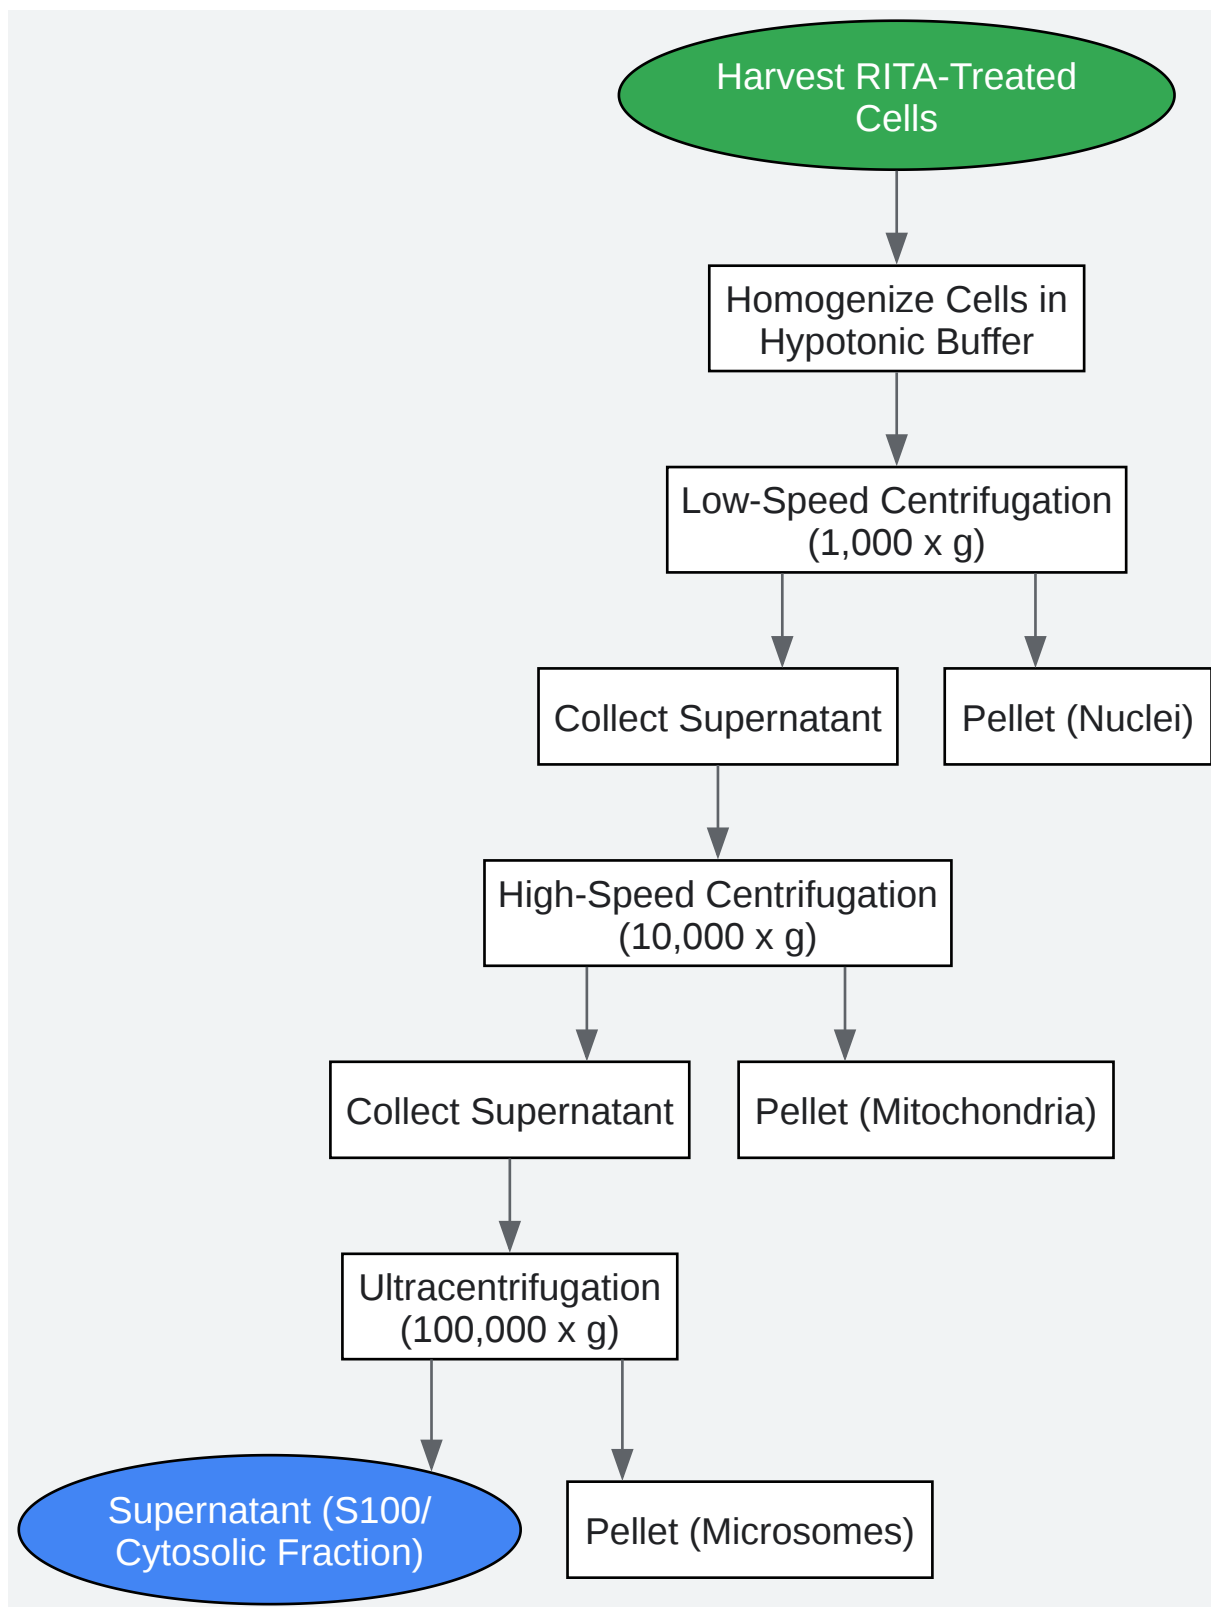 Harvest RITA-Treated
Cells
Homogenize Cells in
Hypotonic Buffer
Low-Speed Centrifugation
(1,000 x g)
Collect Supernatant
Pellet (Nuclei)
High-Speed Centrifugation
(10,000 x g)
Collect Supernatant
Pellet (Mitochondria)
Ultracentrifugation
(100,000 x g)
Supernatant (S100/
Cytosolic Fraction)
Pellet (Microsomes)